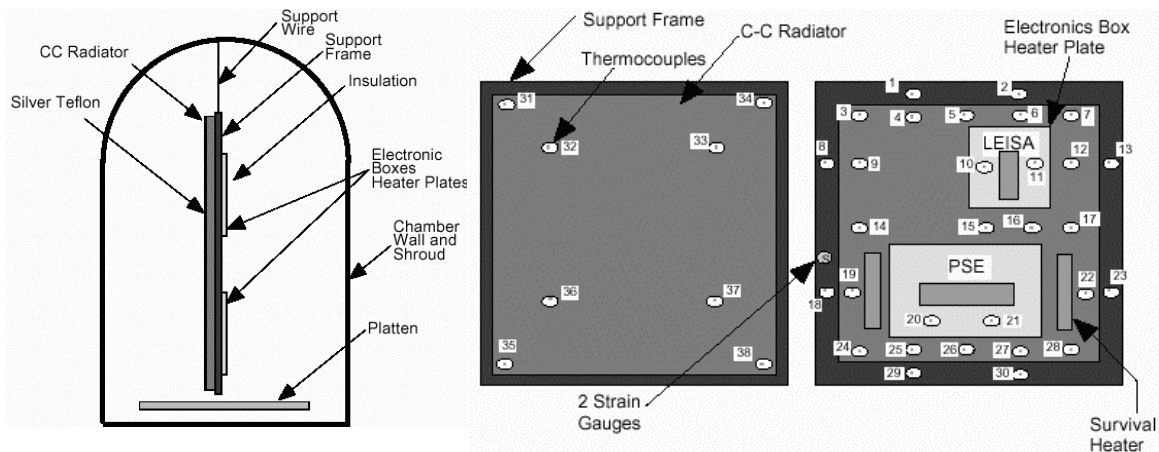 Support
Wire
CC Radiator
Support
Frame
Silver Teflon
Insulation
Electronic
Boxes
Heater Plates
Chamber
Wall and
Shroud
Platten
Support Frame
C-C Radiator
Thermocouples
31
34
32
33
36
37
35
38
2 Strain
Gauges
Electronics Box
Heater Plate
1
2
3
4
5
6
7
8
9
LEISA
10
11
12
13
14
15
16
17
S
PSE
18
19
22
23
20
21
24
25
26
27
28
29
30
Survival
Heater